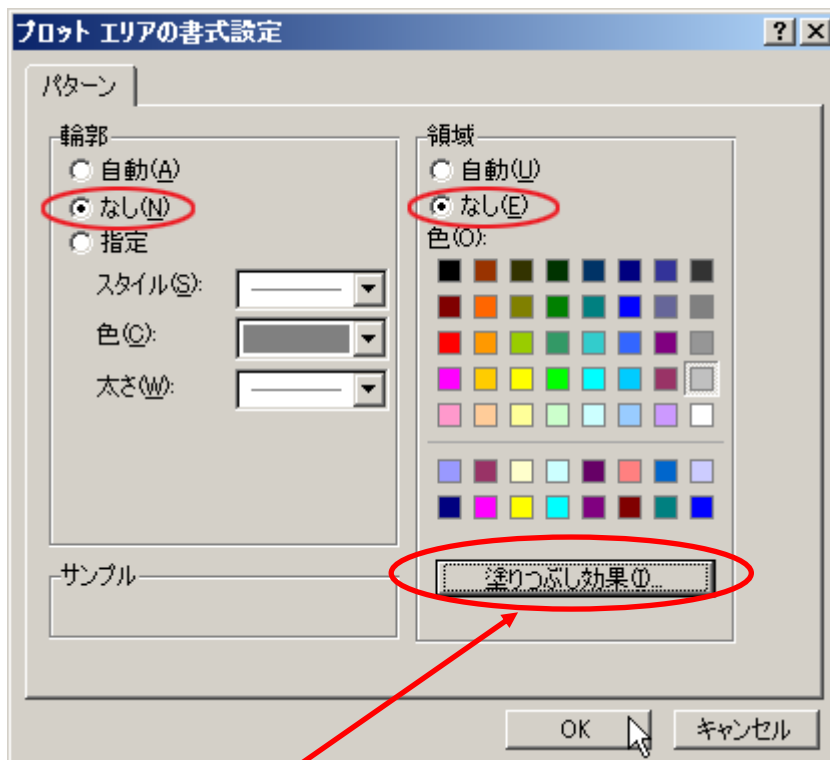 プロット エリアの書式設定
パターン
輪郭
自動(A)
なし(N)
指定
スタイル(S):
色(C):
太さ(W):
サンプル
領域
自動(U)
なし(E)
色(O):
塗りつぶし効果(I)...
OK
キャンセル